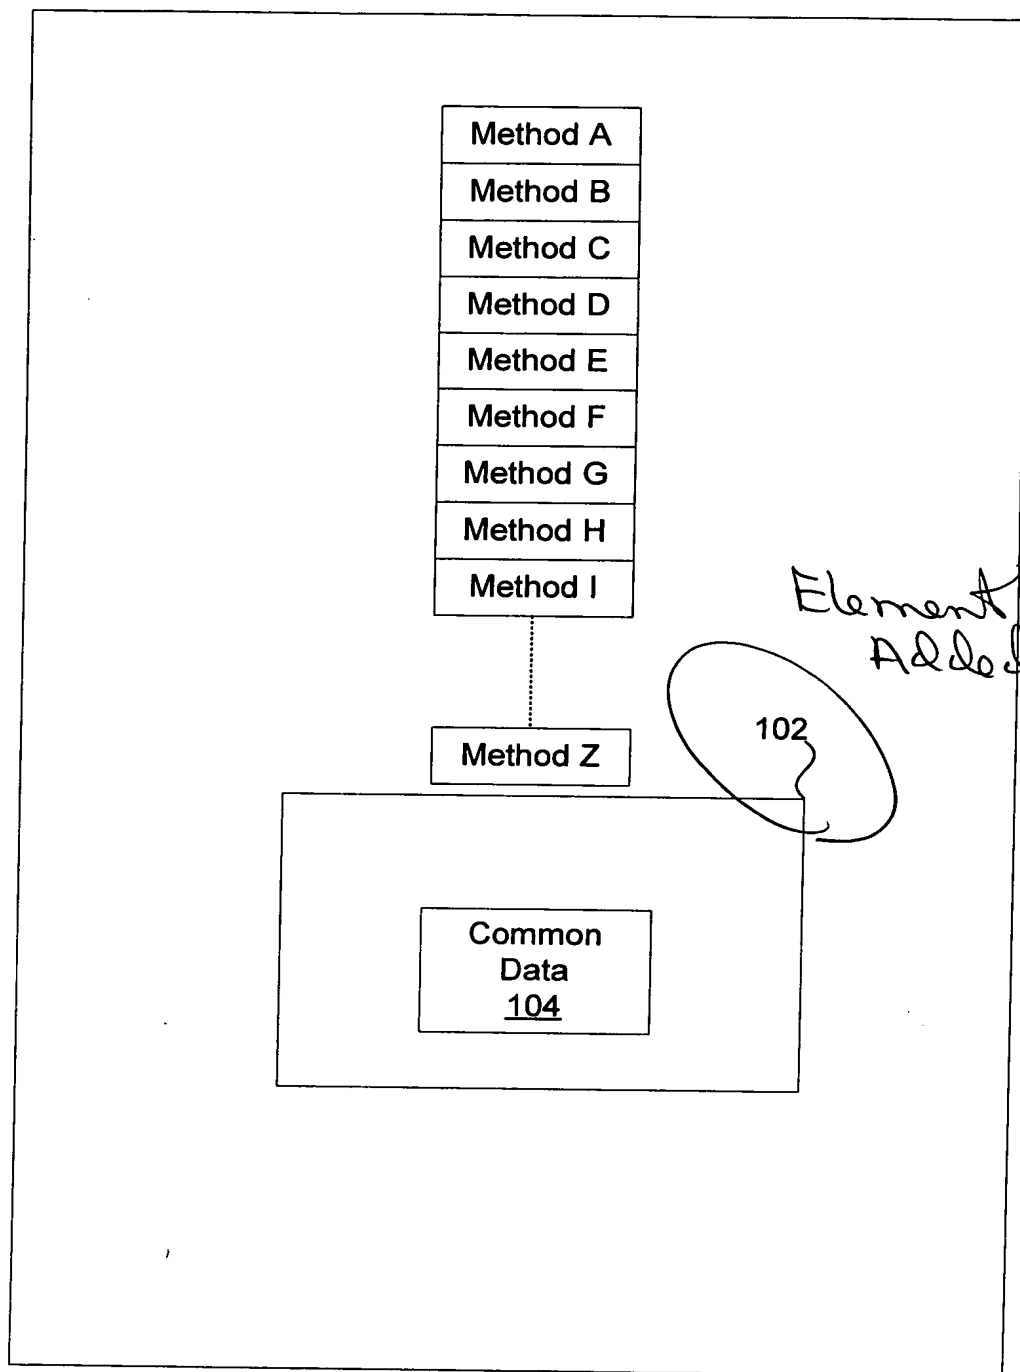 Method A
Method B
Method C
Method D
Method E
Method F
Method G
Method H
Method I
Element
Added
102
Method Z
Common
Data
104